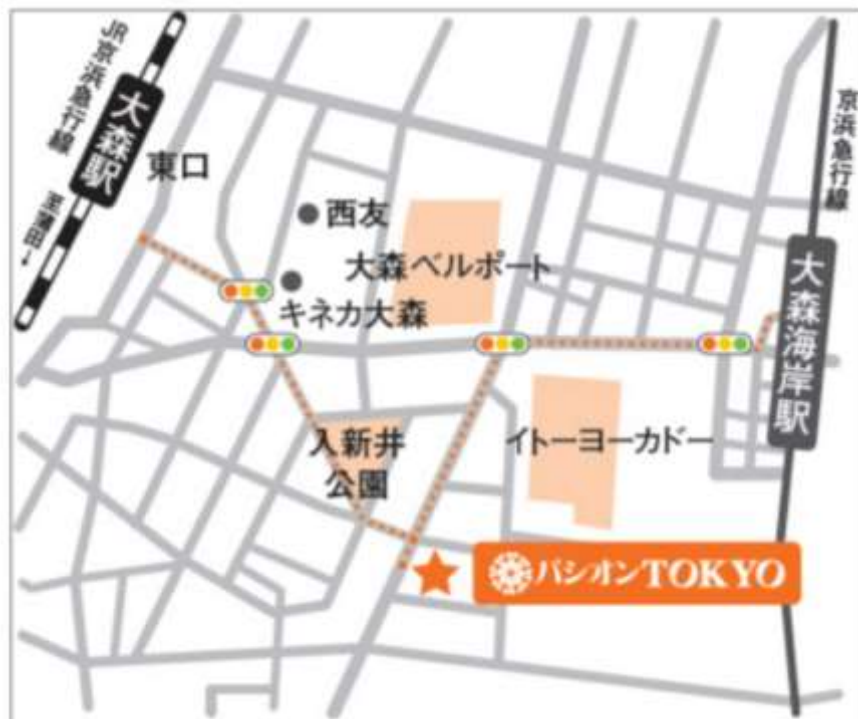 JR京浜急行線
大森駅
至蒲田→
東口
西友
大森ベルポート
キネカ大森
京浜急行線
大森海岸駅
入新井
公園
イトーヨーカドー
パシオンTOKYO